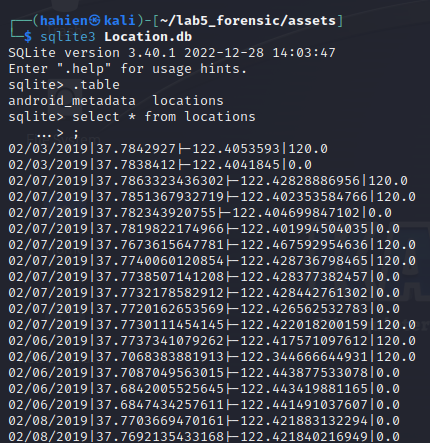 ┌──(hahien㉿kali)-[~/lab5_forensic/assets]
└─$ sqlite3 Location.db
SQLite version 3.40.1 2022-12-28 14:03:47
Enter ".help" for usage hints.
sqlite> .table
android_metadata  locations
sqlite> select * from locations
   ...> ;
02/03/2019|37.7842927|-122.4053593|120.0
02/03/2019|37.7838412|-122.4041845|0.0
02/07/2019|37.7863323436302|-122.42828886956|120.0
02/07/2019|37.7851367932719|-122.402353584766|120.0
02/07/2019|37.782343920755|-122.404699847102|0.0
02/07/2019|37.7819822174966|-122.401994504035|0.0
02/07/2019|37.7673615647781|-122.467592954636|120.0
02/07/2019|37.7740060120854|-122.428736798465|120.0
02/07/2019|37.7738507141208|-122.428377382457|0.0
02/07/2019|37.7732178582912|-122.428442761302|0.0
02/07/2019|37.7720162653569|-122.426562532783|0.0
02/07/2019|37.7730111454145|-122.422018200159|120.0
02/06/2019|37.7737341079262|-122.417571097612|120.0
02/06/2019|37.7068383881913|-122.344666644931|120.0
02/06/2019|37.7087049563015|-122.443877533078|0.0
02/06/2019|37.6842005525645|-122.443419881165|0.0
02/06/2019|37.6847434257611|-122.441491037607|0.0
02/08/2019|37.7703669470161|-122.421883132294|0.0
02/08/2019|37.7692135433168|-122.421840216949|0.0